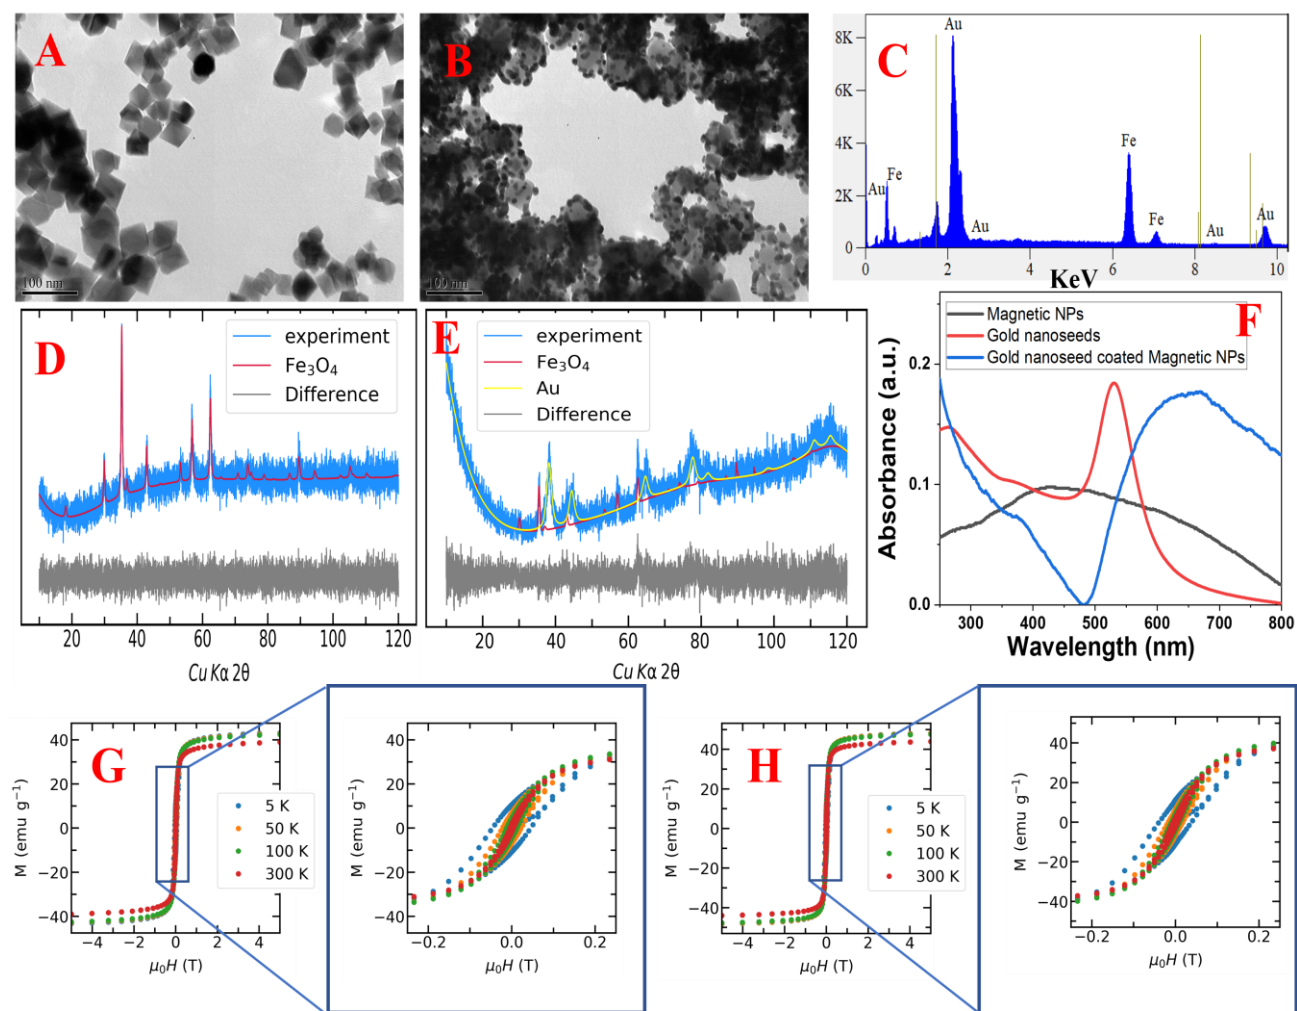 A
100 nm
B
100 nm
C
8K
6K
4K
2K
0
Au
Fe
Au
Au
Fe
Fe
Au
Au
0
2
4
6
8
10
KeV
D
experiment
Fe₃O₄
Difference
20
40
60
80
100
120
Cu Kα 2θ
E
experiment
Fe₃O₄
Au
Difference
20
40
60
80
100
120
Cu Kα 2θ
F
Magnetic NPs
Gold nanoseeds
Gold nanoseed coated Magnetic NPs
Absorbance (a.u.)
0.2
0.1
0.0
300
400
500
600
700
800
Wavelength (nm)
G
M (emu g⁻¹)
40
20
0
−20
−40
5 K
50 K
100 K
300 K
−4
−2
0
2
4
μ₀H (T)
M (emu g⁻¹)
40
20
0
−20
−40
−0.2
0.0
0.2
μ₀H (T)
H
M (emu g⁻¹)
40
20
0
−20
−40
5 K
50 K
100 K
300 K
−4
−2
0
2
4
μ₀H (T)
M (emu g⁻¹)
40
20
0
−20
−40
−0.2
0.0
0.2
μ₀H (T)